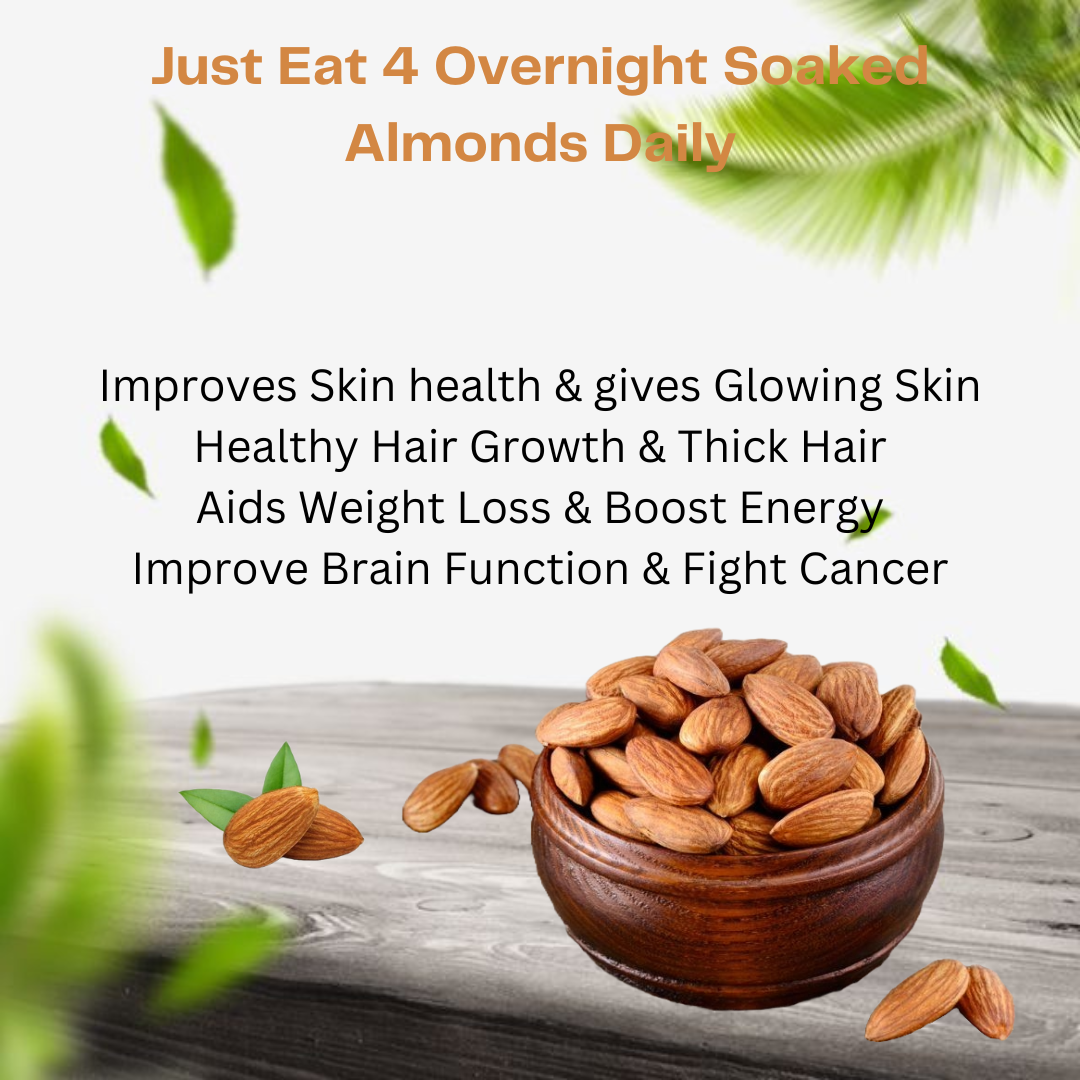 Just Eat 4 Overnight Soaked
Almonds Daily
Improves Skin health & gives Glowing Skin
Healthy Hair Growth & Thick Hair
Aids Weight Loss & Boost Energy
Improve Brain Function & Fight Cancer